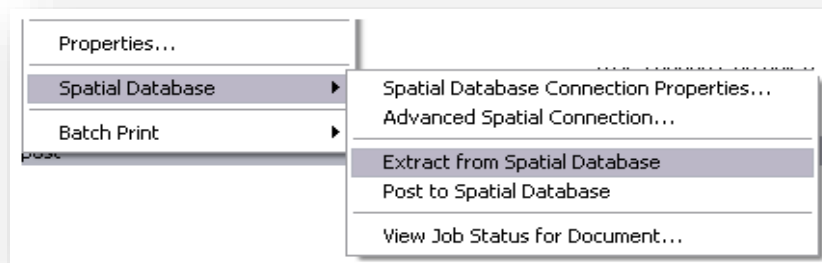 Properties...
Spatial Database
Batch Print
Spatial Database Connection Properties...
Advanced Spatial Connection...
Extract from Spatial Database
Post to Spatial Database
View Job Status for Document...